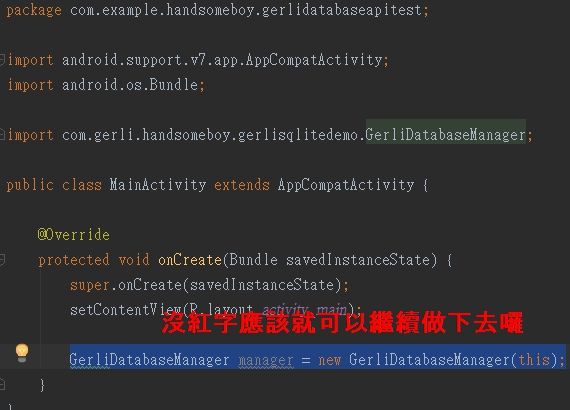 package com.example.handsomeboy.gerlidatabaseapitest;
import android.support.v7.app.AppCompatActivity;
import android.os.Bundle;
import com.gerli.handsomeboy.gerlisqlitedemo.GerliDatabaseManager;
public class MainActivity extends AppCompatActivity {
@Override
protected void onCreate(Bundle savedInstanceState) {
super.onCreate(savedInstanceState);
setContentView(R.layout.activity_main);
沒紅字應該就可以繼續做下去囉
GerliDatabaseManager manager = new GerliDatabaseManager(this);
}
}